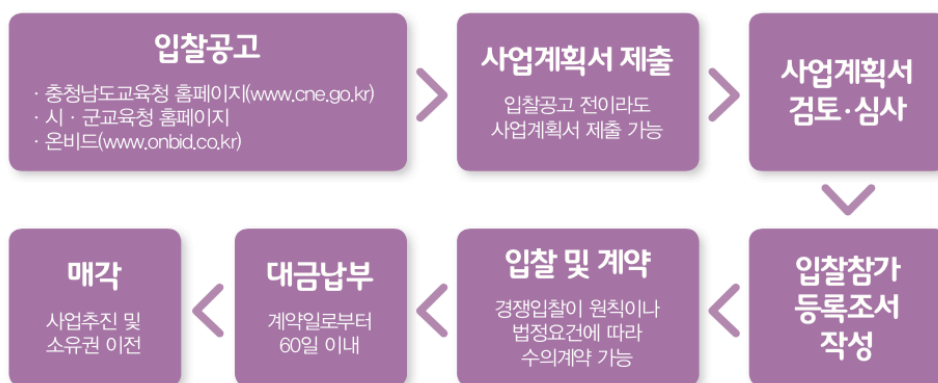 입찰공고
· 충청남도교육청 홈페이지(www.cne.go.kr)
· 시 · 군교육청 홈페이지
· 온비드(www.onbid.co.kr)
사업계획서 제출
입찰공고 전이라도
사업계획서 제출 가능
사업계획서
검토·심사
입찰참가
등록조서
작성
입찰 및 계약
경쟁입찰이 원칙이나
법정요건에 따라
수의계약 가능
대금납부
계약일로부터
60일 이내
매각
사업추진 및
소유권 이전